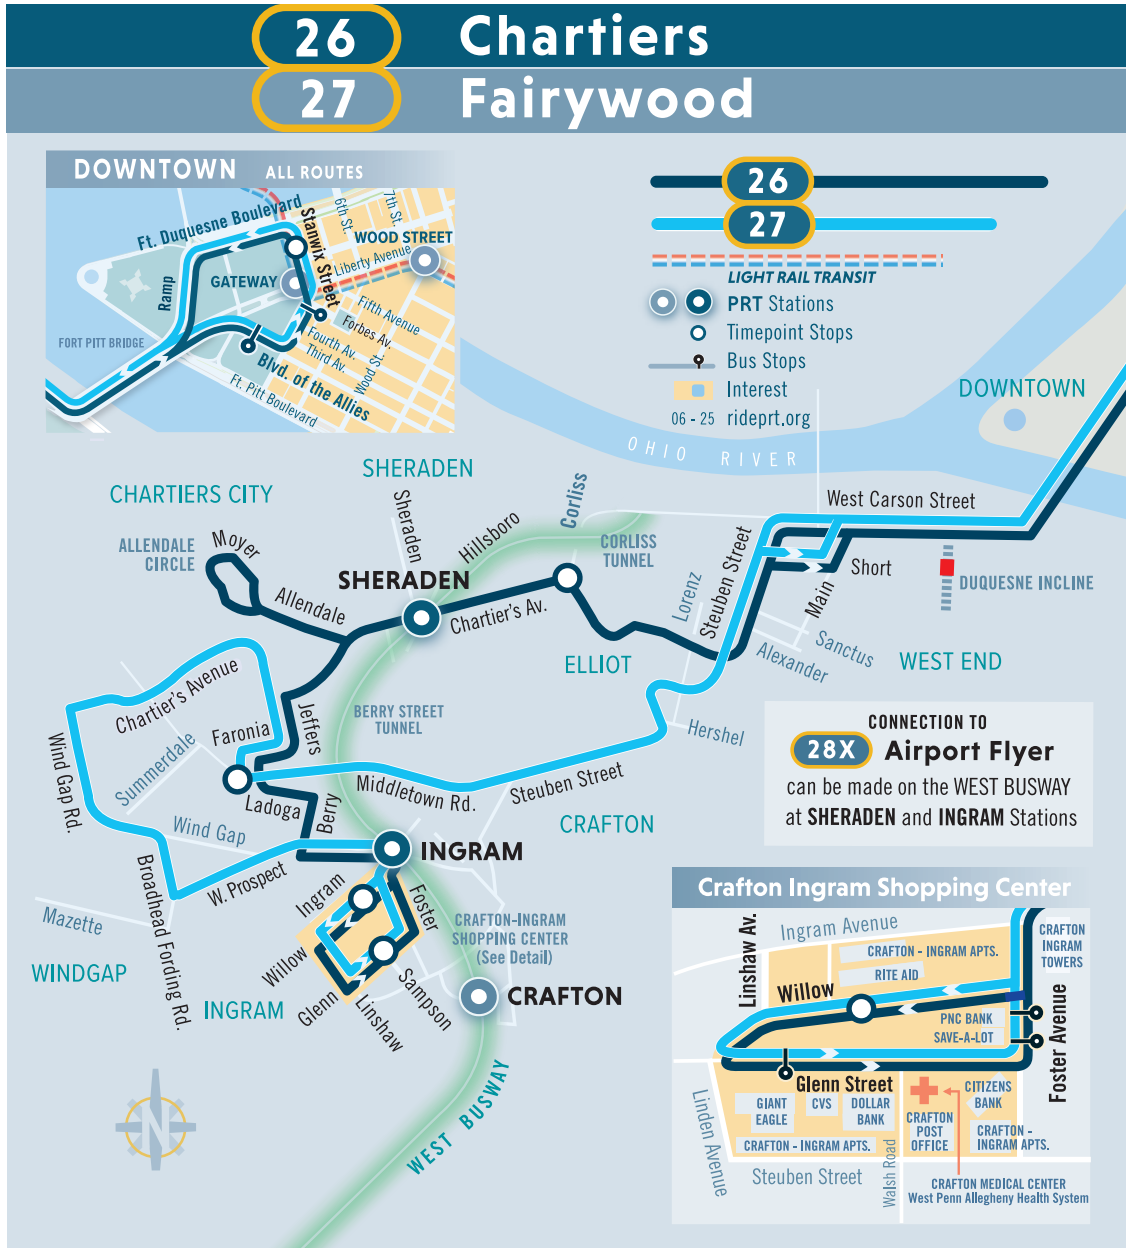 26 Chartiers
27 Fairywood
DOWNTOWN ALL ROUTES
Ft. Duquesne Boulevard
Stanwix Street
6th St.
7th St.
WOOD STREET
Liberty Avenue
GATEWAY
Ramp
Fifth Avenue
Forbes Av.
Fourth Av.
Third Av.
Wood St.
FORT PITT BRIDGE
Blvd. of the Allies
Ft. Pitt Boulevard
26
27
LIGHT RAIL TRANSIT
PRT Stations
Timepoint Stops
Bus Stops
Interest
06 - 25 rideprt.org
DOWNTOWN
OHIO RIVER
SHERADEN
CHARTIERS CITY
Sheraden
Hillsboro
Corliss
West Carson Street
ALLENDALE
CIRCLE
Moyer
CORLISS
TUNNEL
Steuben Street
Short
DUQUESNE INCLINE
SHERADEN
Allendale
Chartier's Av.
Lorenz
Main
Sanctus
Alexander
ELLIOT
WEST END
Chartier's Avenue
Jeffers
BERRY STREET
TUNNEL
Faronia
Summerdale
Wind Gap Rd.
Hershel
Steuben Street
Middletown Rd.
Ladoga
Berry
Wind Gap
CRAFTON
INGRAM
W. Prospect
Broadhead Fording Rd.
Mazette
Ingram
Foster
Willow
CRAFTON-INGRAM
SHOPPING CENTER
(See Detail)
WINDGAP
INGRAM
Glenn
Linshaw
Sampson
CRAFTON
WEST BUSWAY
N
CONNECTION TO
28X Airport Flyer
can be made on the WEST BUSWAY
at SHERADEN and INGRAM Stations
Crafton Ingram Shopping Center
Linshaw Av.
Ingram Avenue
CRAFTON - INGRAM APTS.
RITE AID
CRAFTON
INGRAM
TOWERS
Willow
PNC BANK
SAVE-A-LOT
Foster Avenue
Glenn Street
GIANT
EAGLE
CVS
DOLLAR
BANK
CRAFTON
POST
OFFICE
CITIZENS
BANK
CRAFTON -
INGRAM APTS.
CRAFTON - INGRAM APTS.
Linden Avenue
Steuben Street
Walsh Road
CRAFTON MEDICAL CENTER
West Penn Allegheny Health System